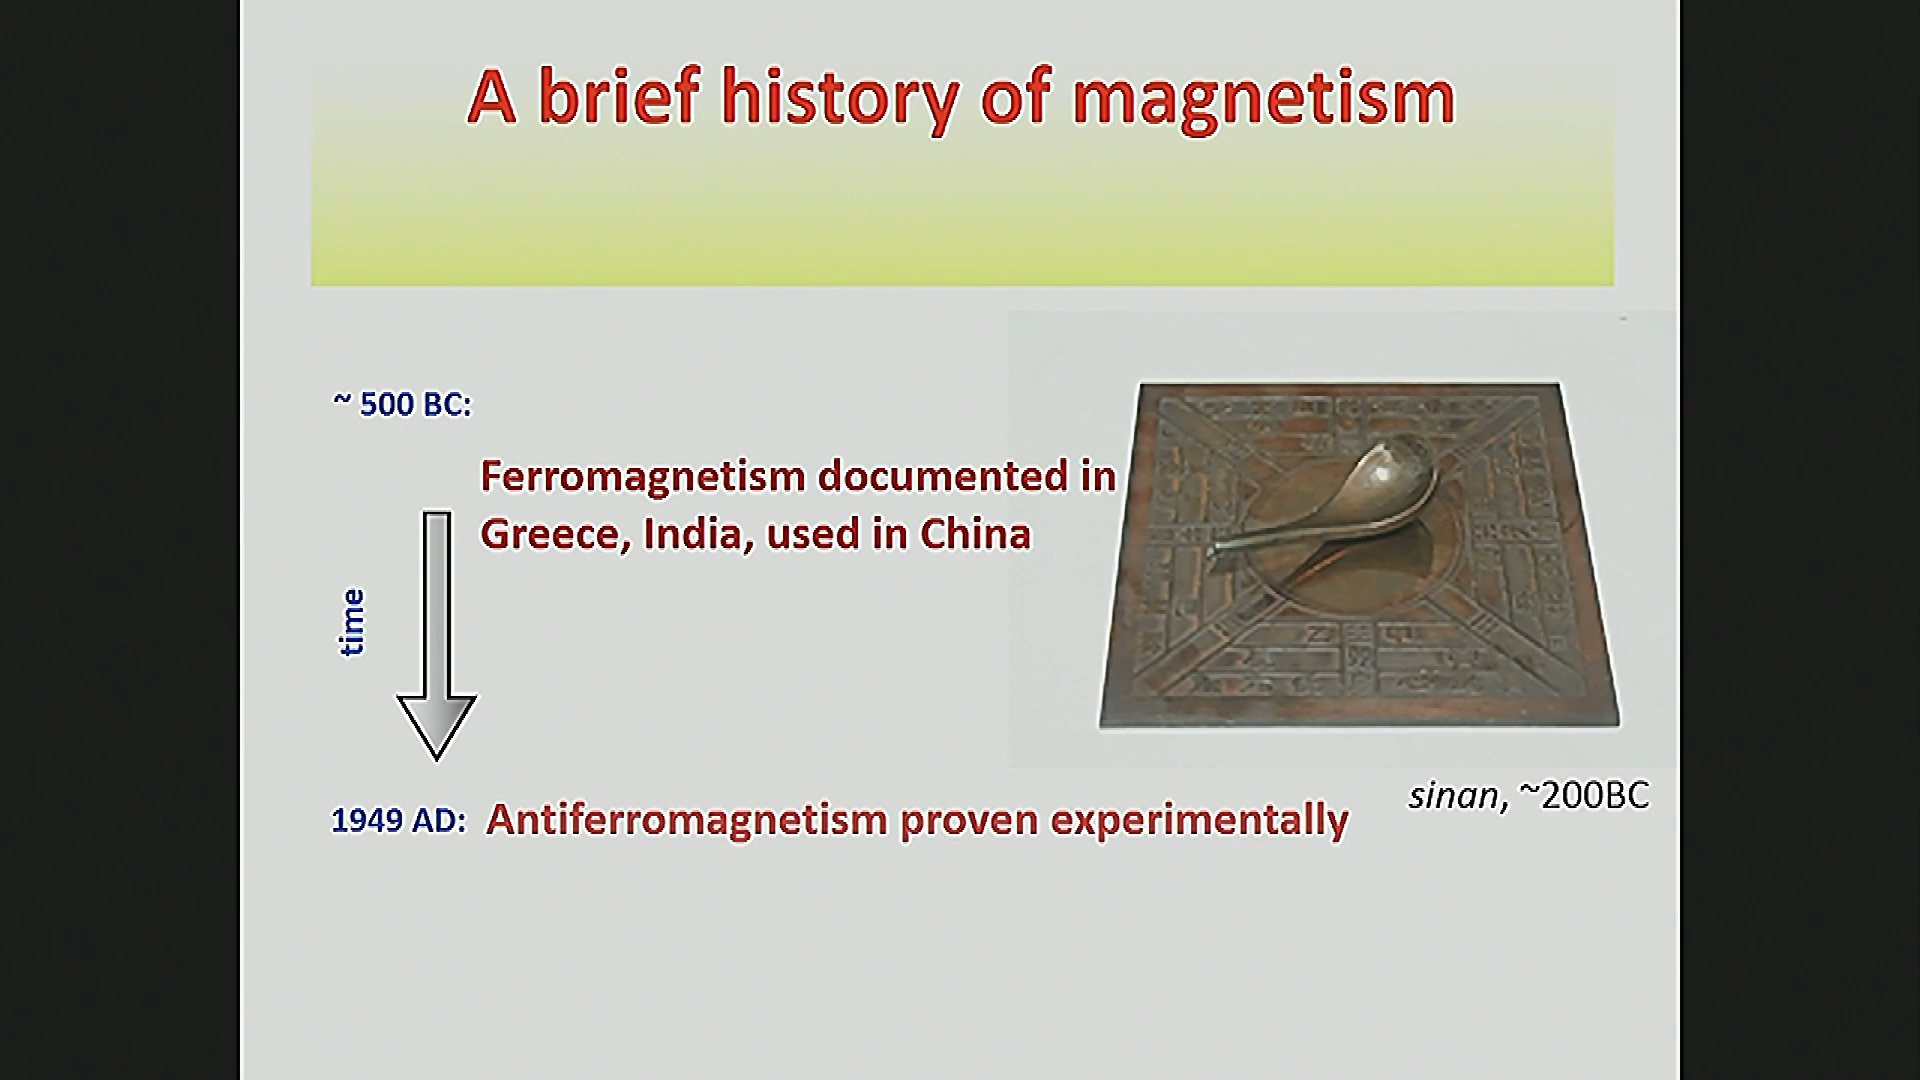 A brief history of magnetism
~ 500 BC:
Ferromagnetism documented in
Greece, India, used in China
time
sinan, ~200BC
1949 AD: Antiferromagnetism proven experimentally